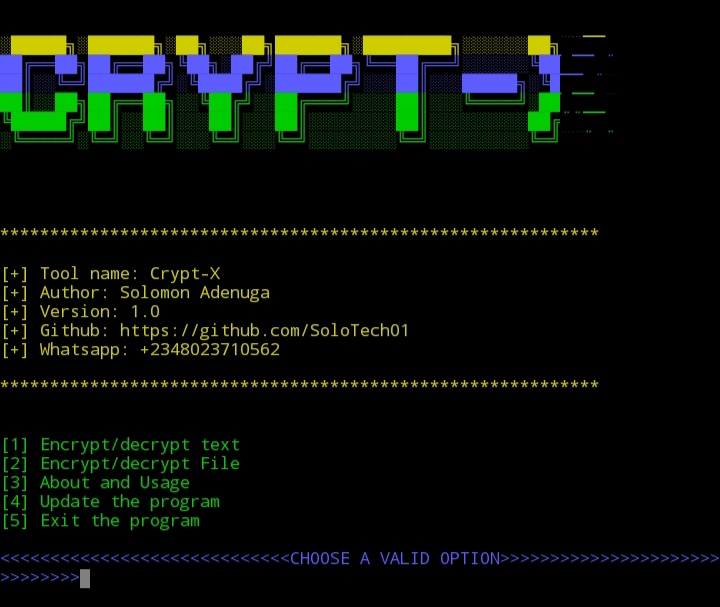 CRYPT-X
************************************************************
[+] Tool name: Crypt-X
[+] Author: Solomon Adenuga
[+] Version: 1.0
[+] Github: https://github.com/SoloTech01
[+] Whatsapp: +2348023710562
************************************************************
[1] Encrypt/decrypt text
[2] Encrypt/decrypt File
[3] About and Usage
[4] Update the program
[5] Exit the program
<<<<<<<<<<<<<<<<<<<<<<<<<<<<<CHOOSE A VALID OPTION>>>>>>>>>>>>>>>>>>>>>>
>>>>>>>>